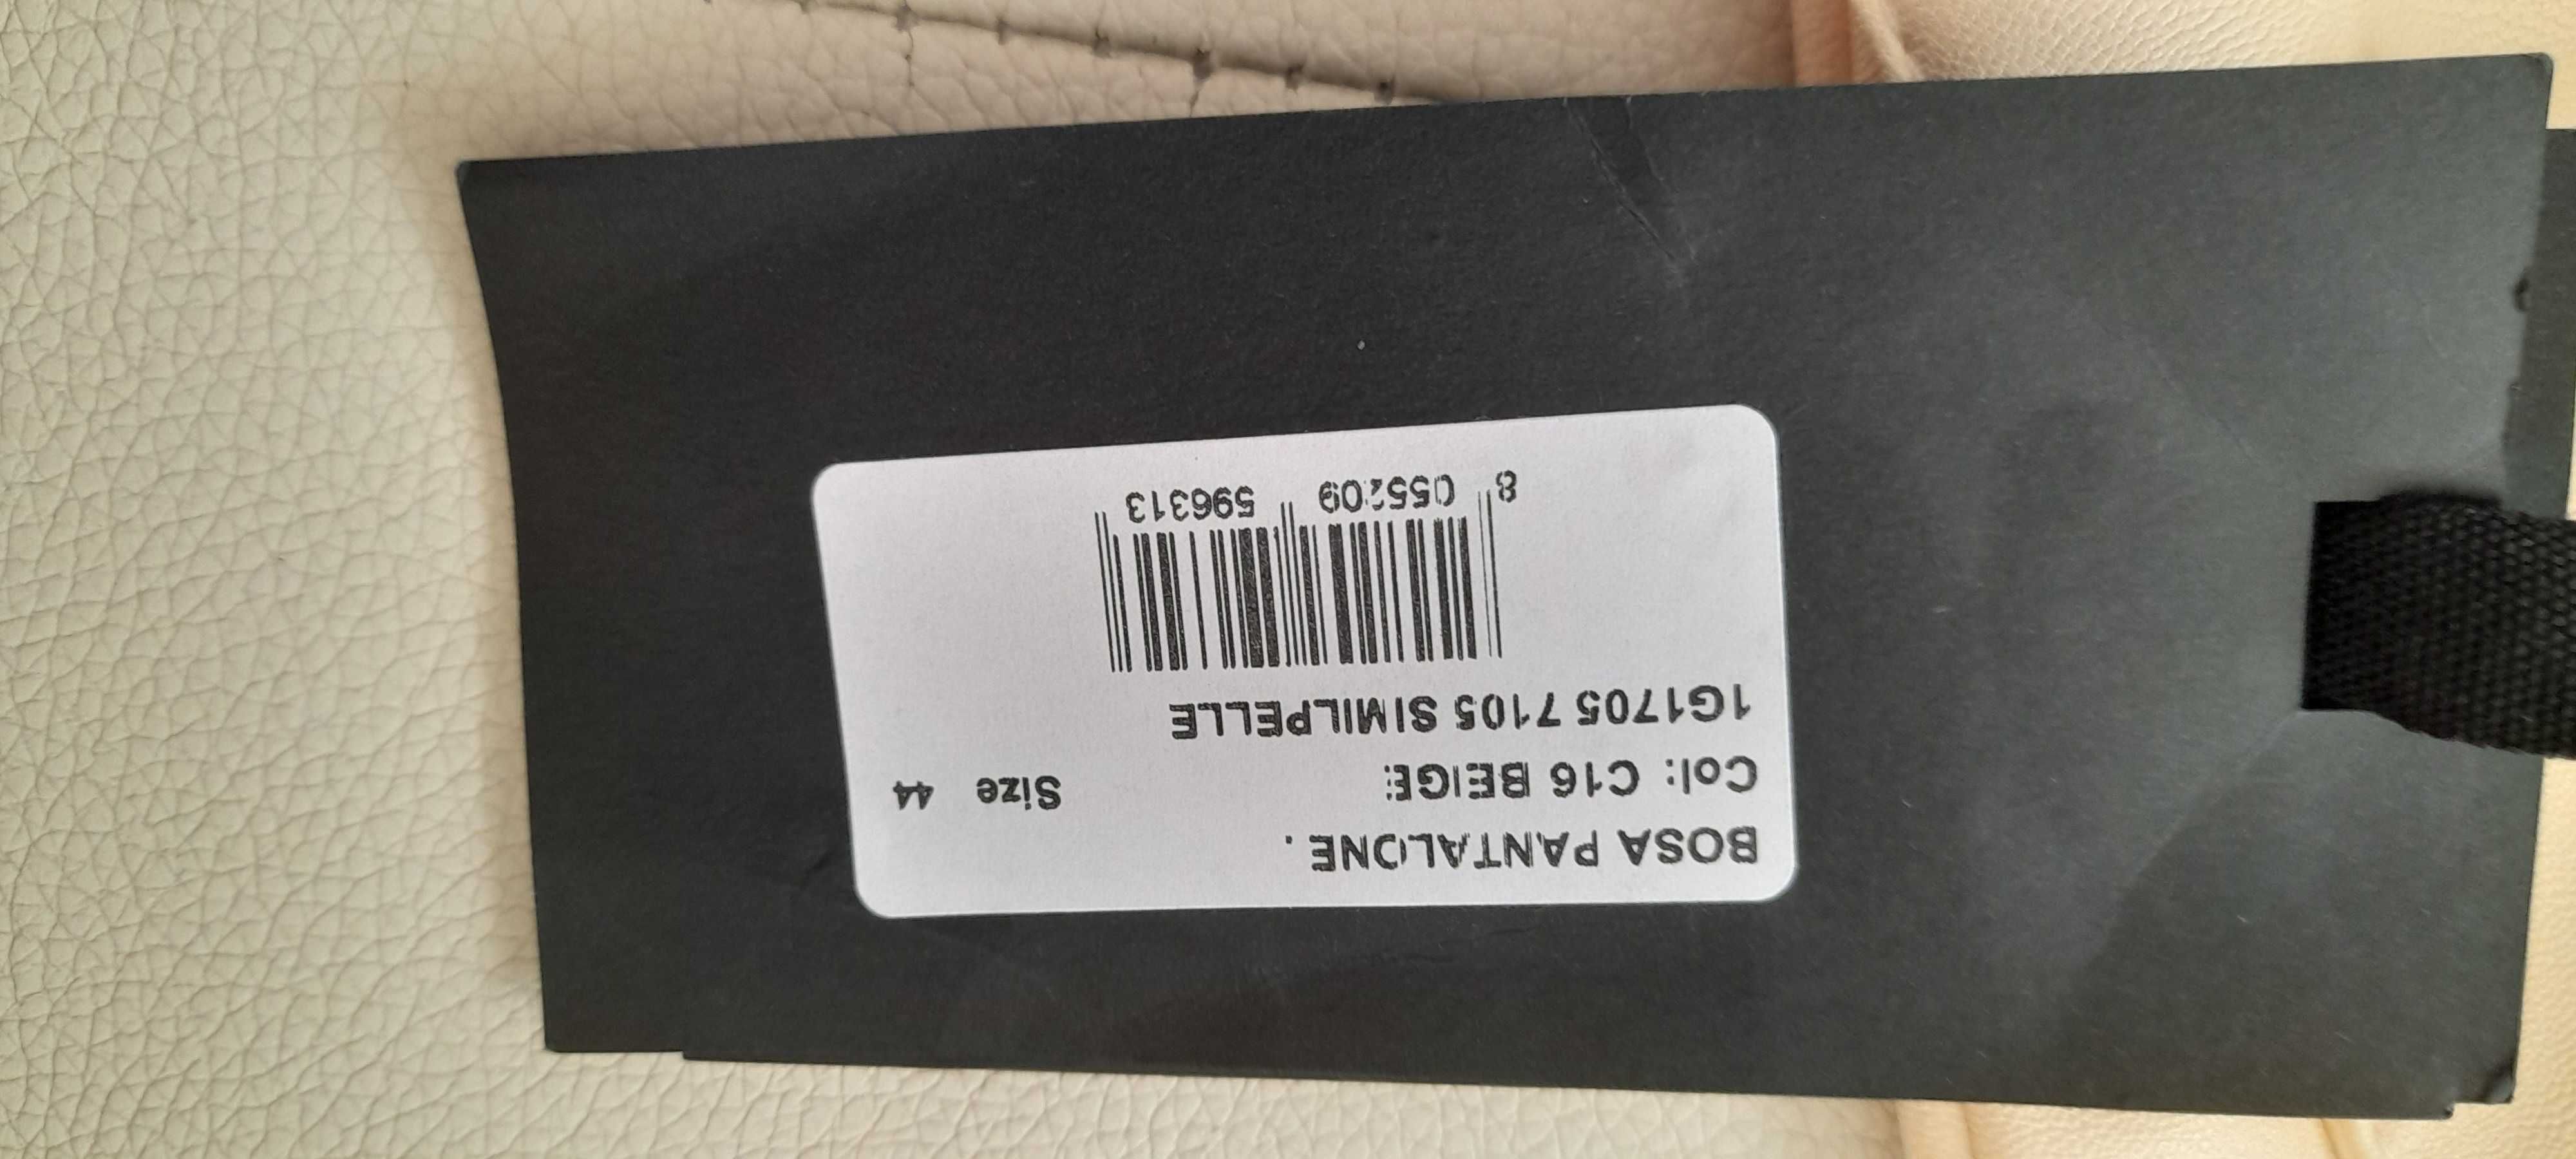 BOSA PANTALONE .
Col: C16 BEIGE Size 44
1G1705 7105 SIMILPELLE
8 055209 596313